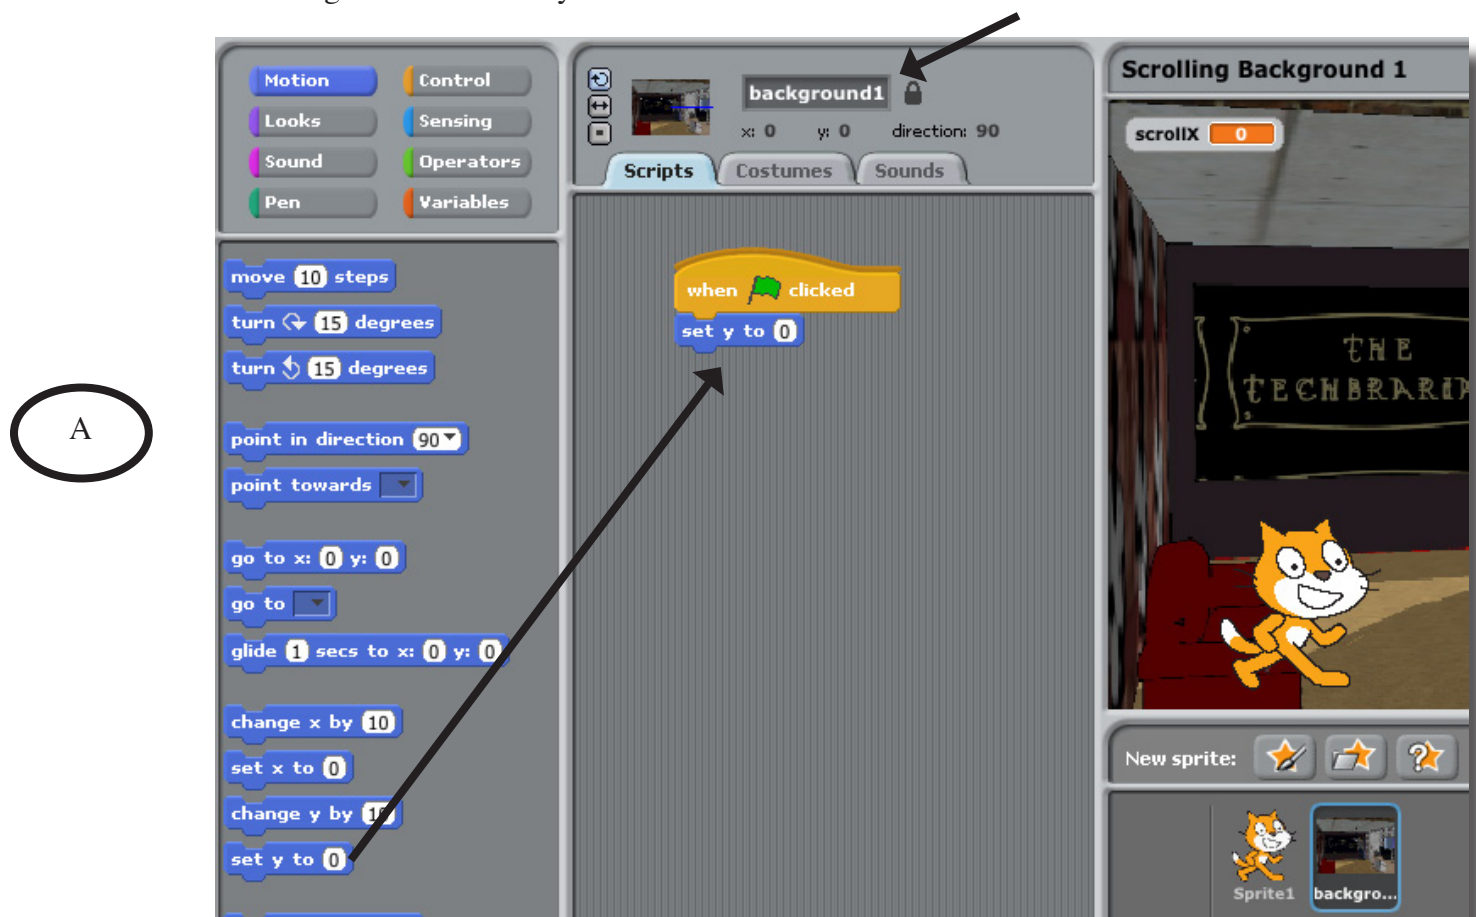 A
Motion
Control
Looks
Sensing
Sound
Operators
Pen
Variables
move 10 steps
turn 15 degrees
turn 15 degrees
point in direction 90
point towards
go to x: 0 y: 0
go to
glide 1 secs to x: 0 y: 0
change x by 10
set x to 0
change y by 10
set y to 0
background1
x: 0 y: 0 direction: 90
Scripts Costumes Sounds
when clicked
set y to 0
Scrolling Background 1
scrollX 0
THE
TECHBRARI
New sprite:
Sprite1
backgro...